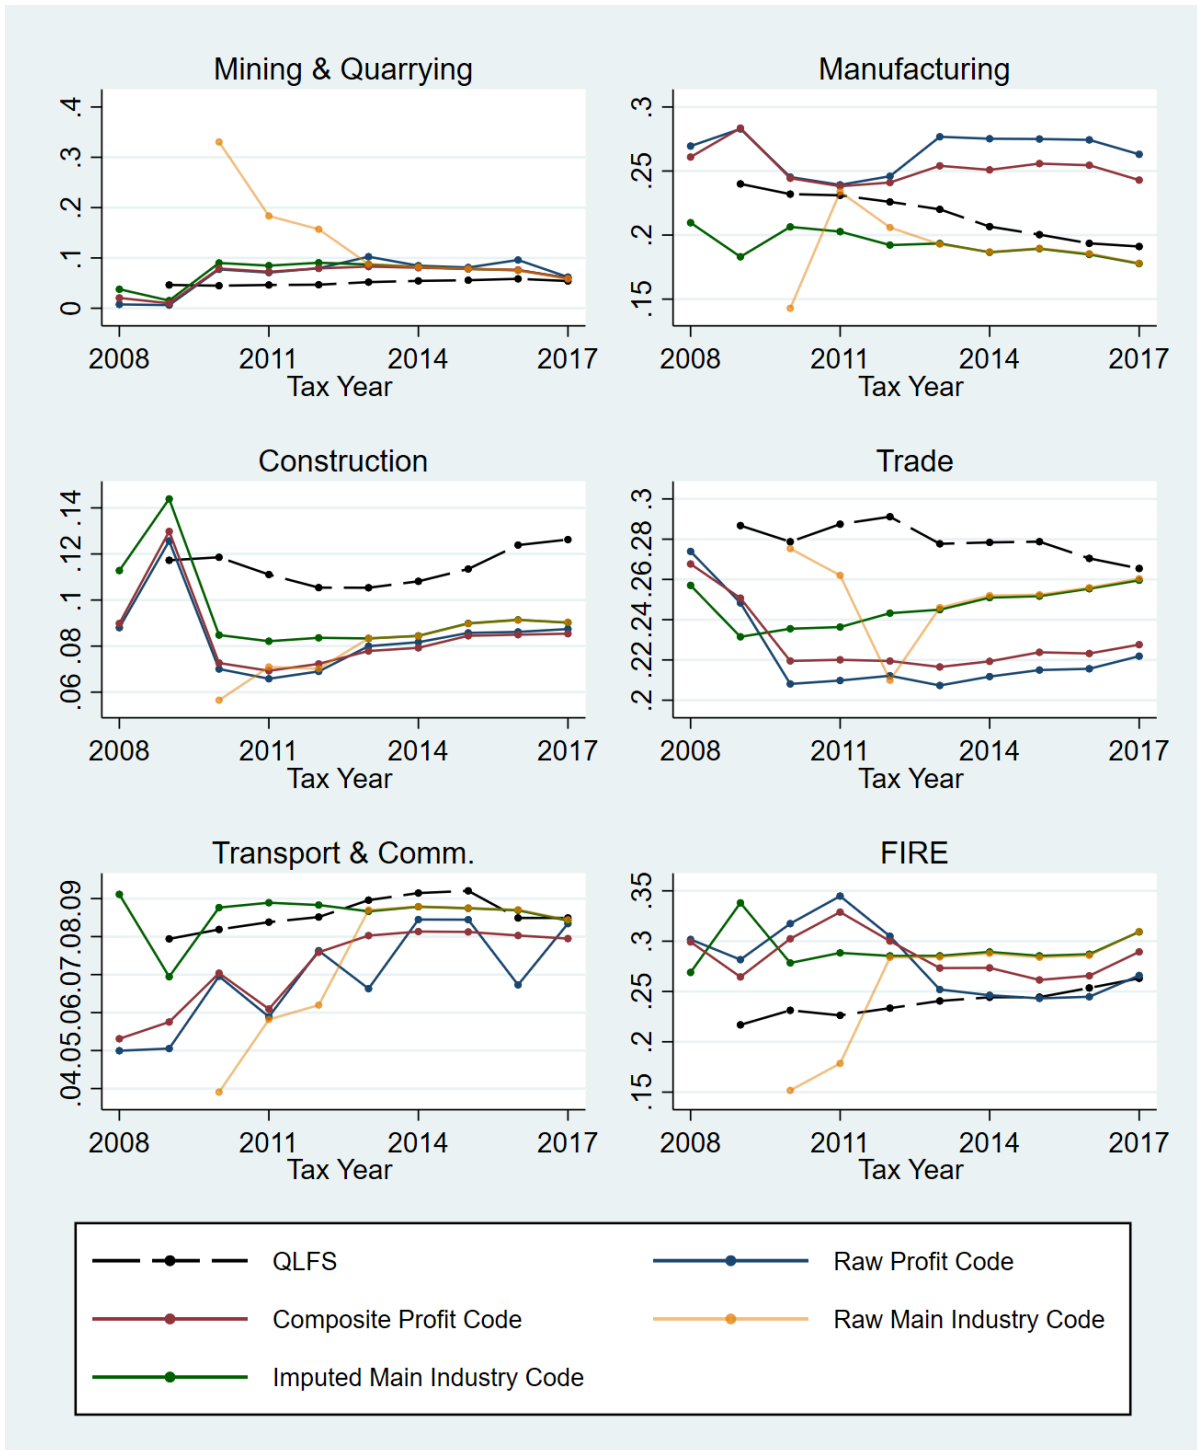 Mining & Quarrying
.4
.3
.2
.1
0
2008 2011 2014 2017
Tax Year
Manufacturing
.3
.25
.2
.15
2008 2011 2014 2017
Tax Year
Construction
.14
.12
.1
.08
.06
2008 2011 2014 2017
Tax Year
Trade
.3
.28
.26
.24
.22
.2
2008 2011 2014 2017
Tax Year
Transport & Comm.
.09
.08
.07
.06
.05
.04
2008 2011 2014 2017
Tax Year
FIRE
.35
.3
.25
.2
.15
2008 2011 2014 2017
Tax Year
QLFS
Raw Profit Code
Composite Profit Code
Raw Main Industry Code
Imputed Main Industry Code